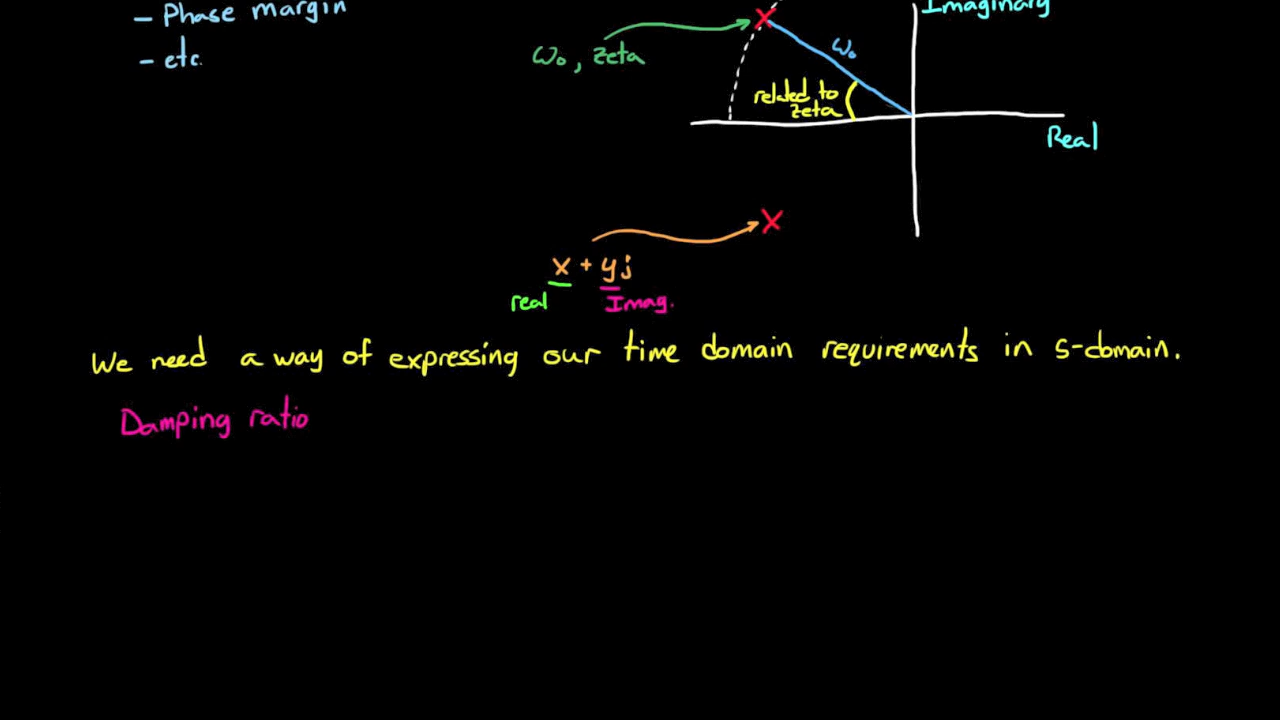 – Phase margin
Imaginary
– etc.
ω₀, zeta
ω₀
related to
zeta
Real
x + yj
real
Imag.
We need a way of expressing our time domain requirements in s-domain.
Damping ratio